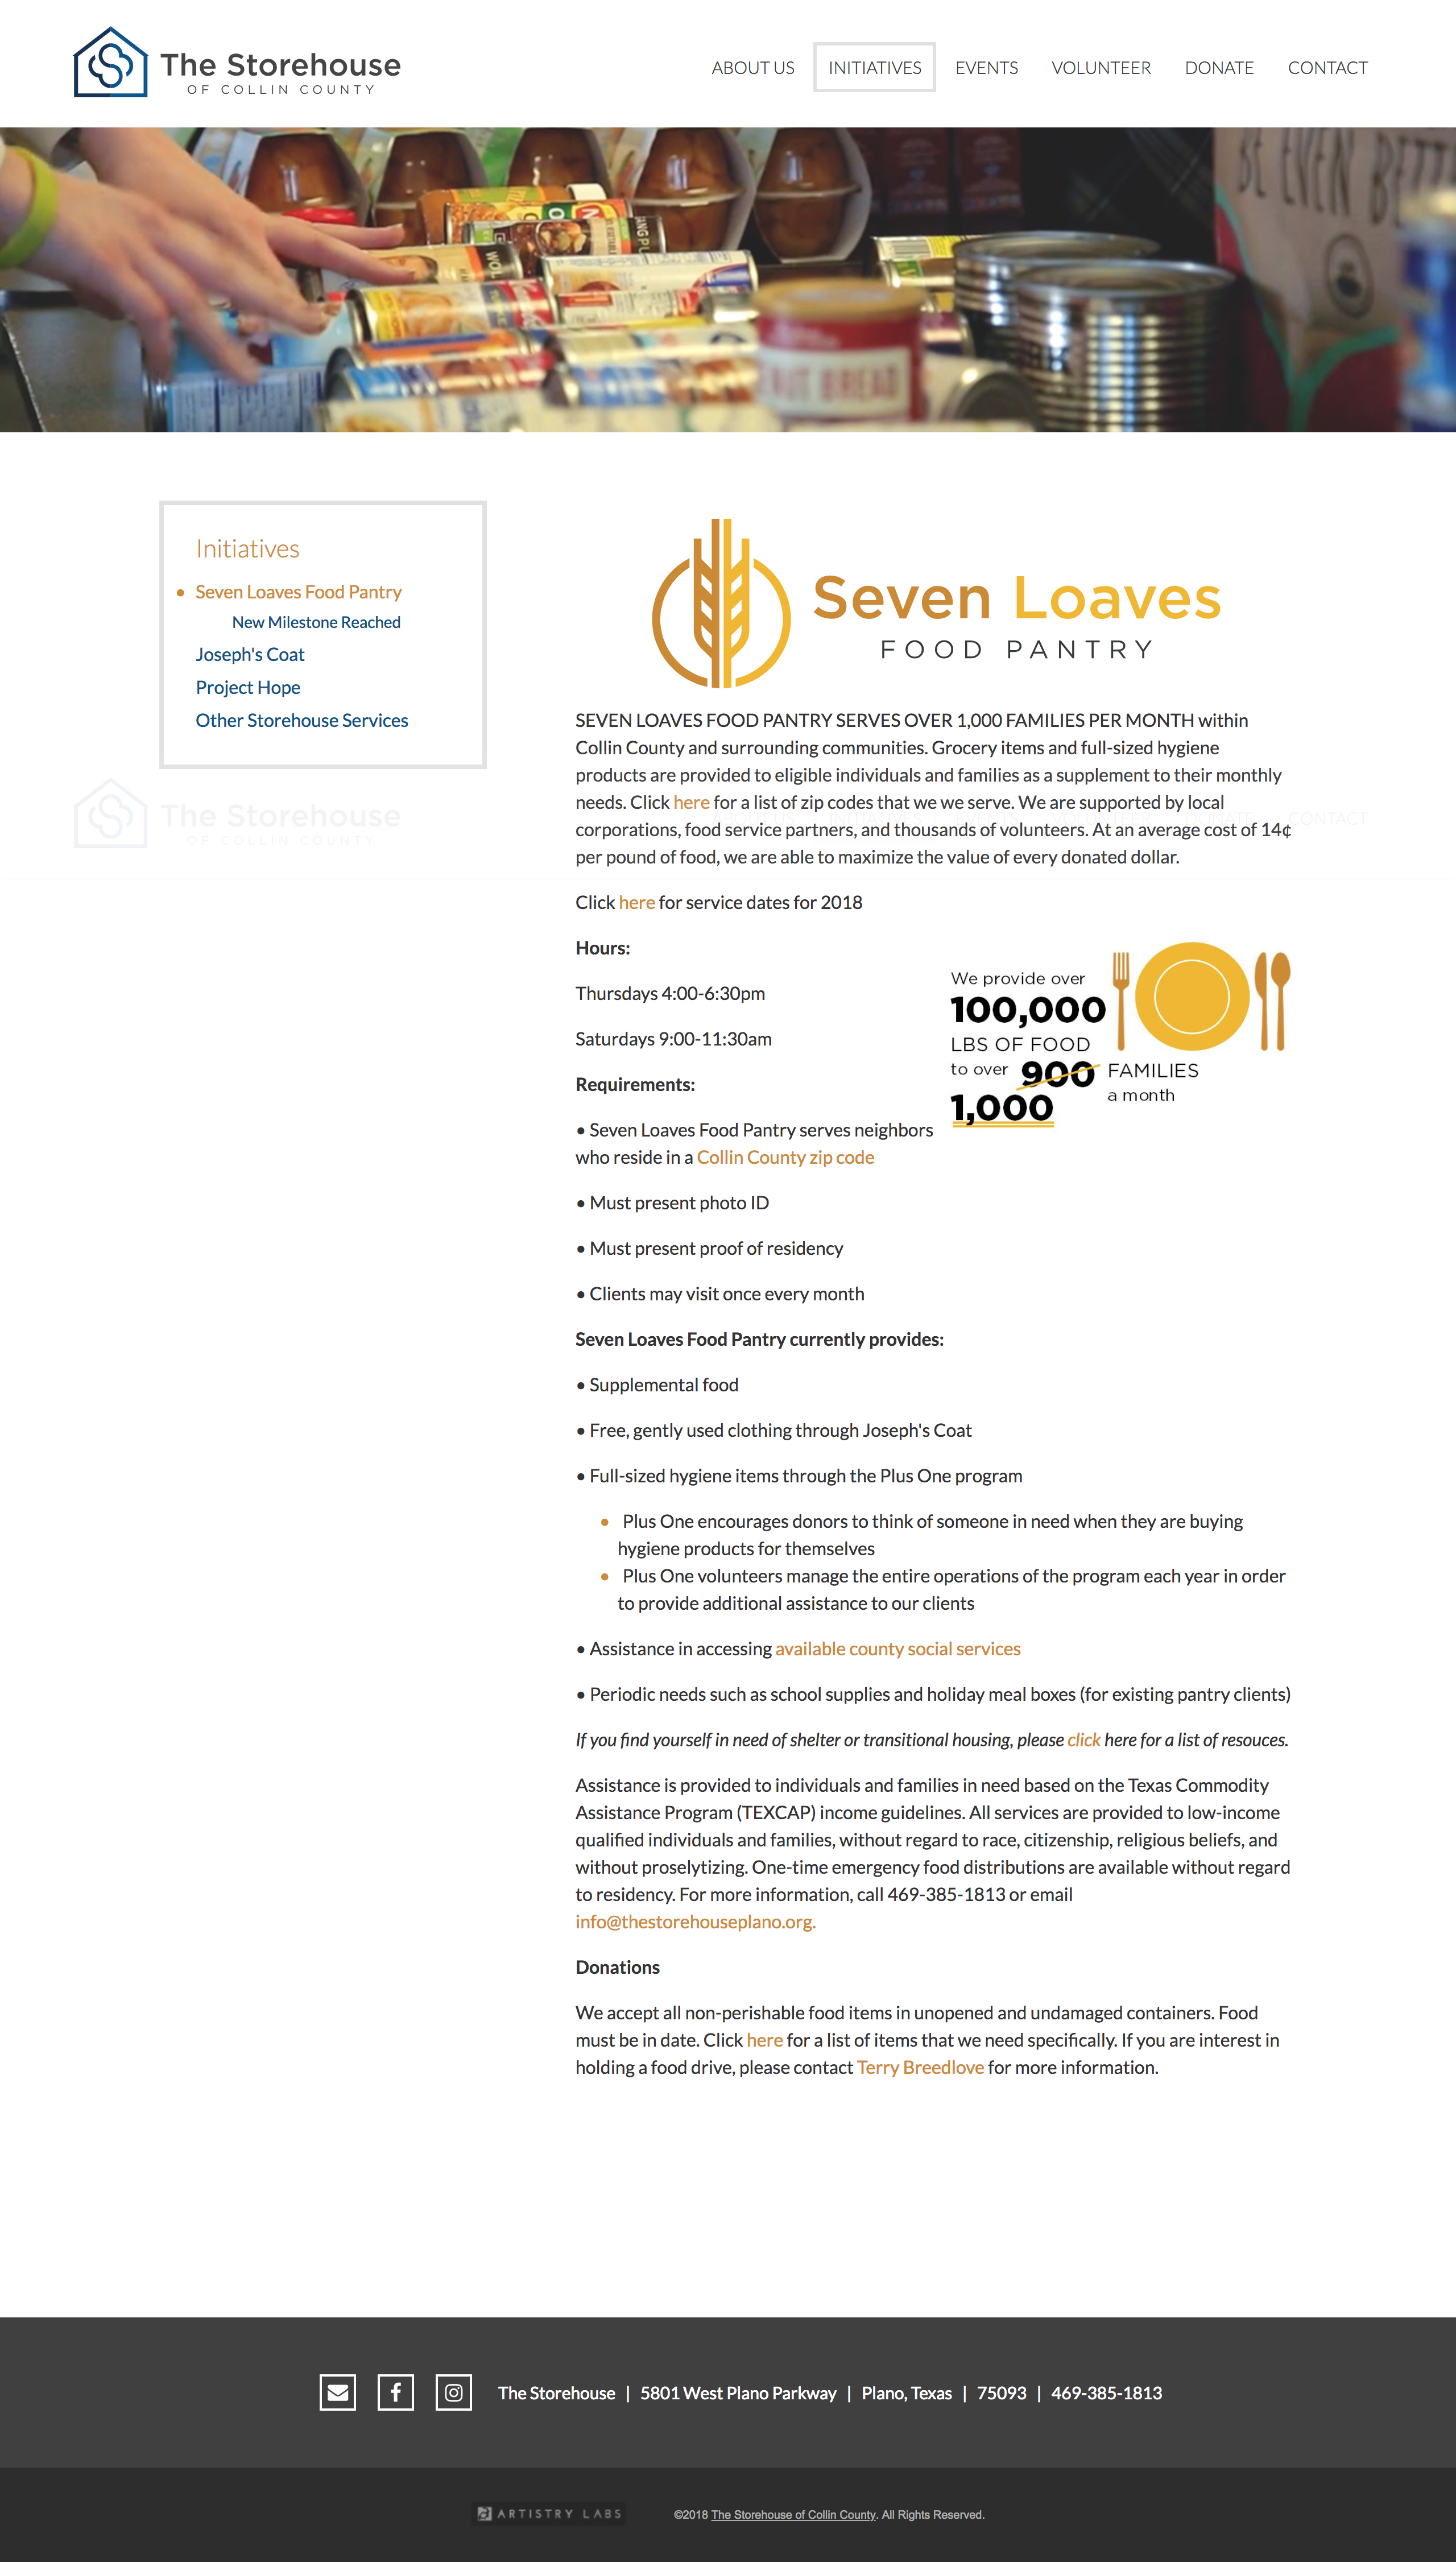 The Storehouse
OF COLLIN COUNTY
ABOUT US INITIATIVES EVENTS VOLUNTEER DONATE CONTACT
Initiatives
Seven Loaves Food Pantry
New Milestone Reached
Joseph's Coat
Project Hope
Other Storehouse Services
The Storehouse
OF COLLIN COUNTY
Seven Loaves
FOOD PANTRY
SEVEN LOAVES FOOD PANTRY SERVES OVER 1,000 FAMILIES PER MONTH within
Collin County and surrounding communities. Grocery items and full-sized hygiene
products are provided to eligible individuals and families as a supplement to their monthly
needs. Click here for a list of zip codes that we we serve. We are supported by local
ABOUT US INITIATIVES EVENTS VOLUNTEER DONATE CONTACT
corporations, food service partners, and thousands of volunteers. At an average cost of 14¢
per pound of food, we are able to maximize the value of every donated dollar.
Click here for service dates for 2018
Hours:
Thursdays 4:00-6:30pm
Saturdays 9:00-11:30am
We provide over
100,000
LBS OF FOOD
to over 900 FAMILIES
1,000 a month
Requirements:
• Seven Loaves Food Pantry serves neighbors
who reside in a Collin County zip code
• Must present photo ID
• Must present proof of residency
• Clients may visit once every month
Seven Loaves Food Pantry currently provides:
• Supplemental food
• Free, gently used clothing through Joseph's Coat
• Full-sized hygiene items through the Plus One program
• Plus One encourages donors to think of someone in need when they are buying
hygiene products for themselves
• Plus One volunteers manage the entire operations of the program each year in order
to provide additional assistance to our clients
• Assistance in accessing available county social services
• Periodic needs such as school supplies and holiday meal boxes (for existing pantry clients)
If you find yourself in need of shelter or transitional housing, please click here for a list of resouces.
Assistance is provided to individuals and families in need based on the Texas Commodity
Assistance Program (TEXCAP) income guidelines. All services are provided to low-income
qualified individuals and families, without regard to race, citizenship, religious beliefs, and
without proselytizing. One-time emergency food distributions are available without regard
to residency. For more information, call 469-385-1813 or email
info@thestorehouseplano.org.
Donations
We accept all non-perishable food items in unopened and undamaged containers. Food
must be in date. Click here for a list of items that we need specifically. If you are interest in
holding a food drive, please contact Terry Breedlove for more information.
The Storehouse | 5801 West Plano Parkway | Plano, Texas | 75093 | 469-385-1813
ARTISTRY LABS
©2018 The Storehouse of Collin County. All Rights Reserved.